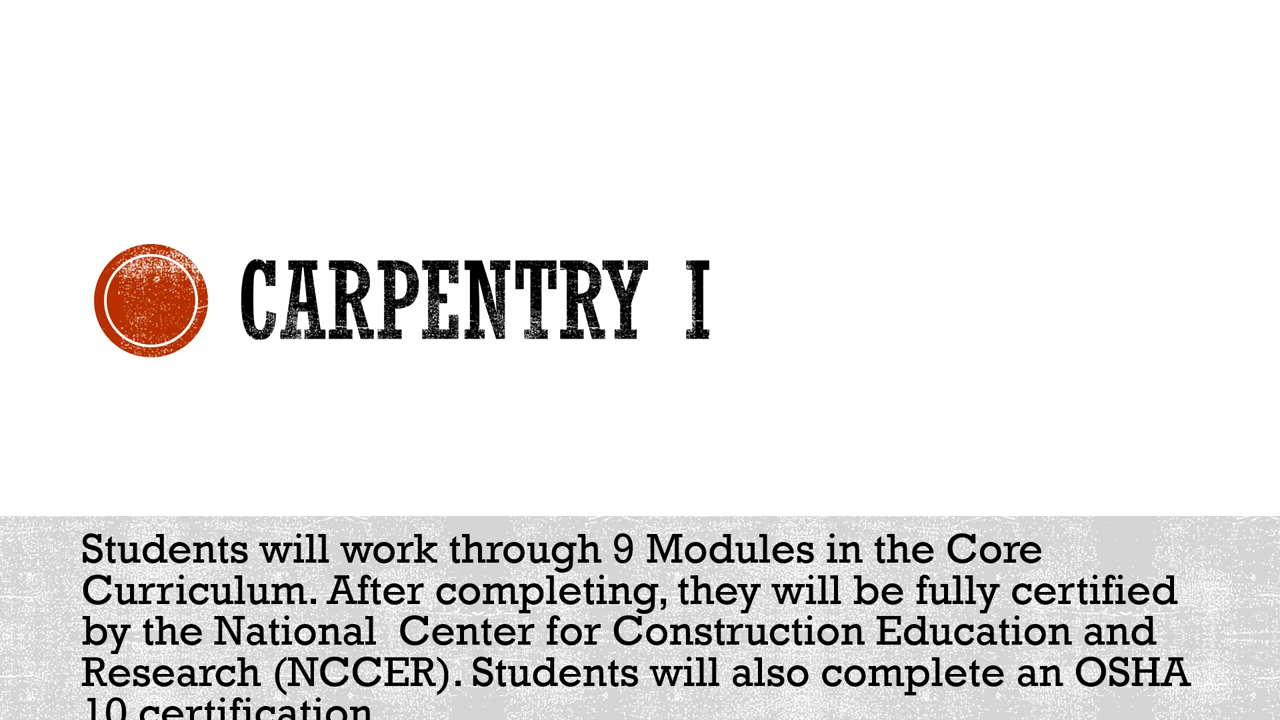 CARPENTRY I
Students will work through 9 Modules in the Core
Curriculum. After completing, they will be fully certified
by the National Center for Construction Education and
Research (NCCER). Students will also complete an OSHA
10 certification.